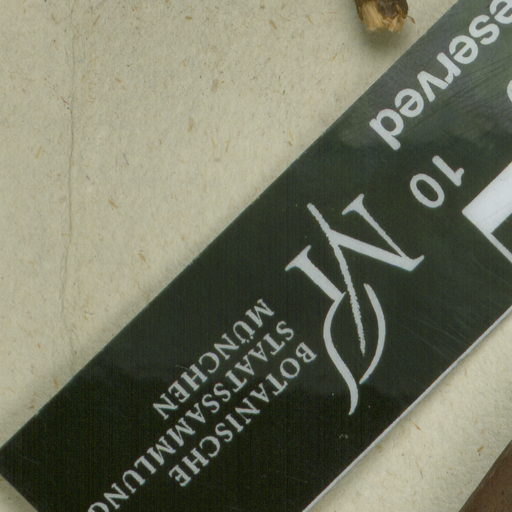 eserved
10
M
BOTANISCHE
STAATSSAMMLUNG
MÜNCHEN